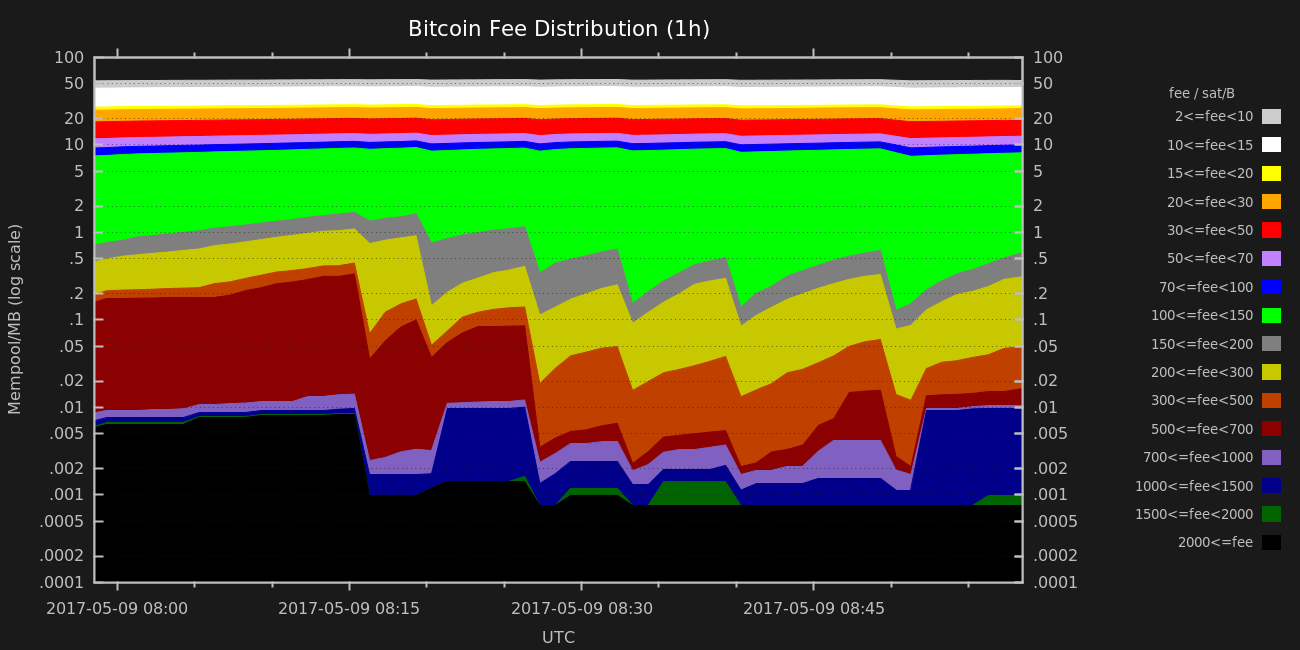 Bitcoin Fee Distribution (1h)
100 100
50 50
20 20
10 10
5 5
2 2
1 1
.5 .5
.2 .2
.1 .1
.05 .05
.02 .02
.01 .01
.005 .005
.002 .002
.001 .001
.0005 .0005
.0002 .0002
.0001 .0001
Mempool/MB (log scale)
2017-05-09 08:00 2017-05-09 08:15 2017-05-09 08:30 2017-05-09 08:45
UTC
fee / sat/B
2<=fee<10
10<=fee<15
15<=fee<20
20<=fee<30
30<=fee<50
50<=fee<70
70<=fee<100
100<=fee<150
150<=fee<200
200<=fee<300
300<=fee<500
500<=fee<700
700<=fee<1000
1000<=fee<1500
1500<=fee<2000
2000<=fee